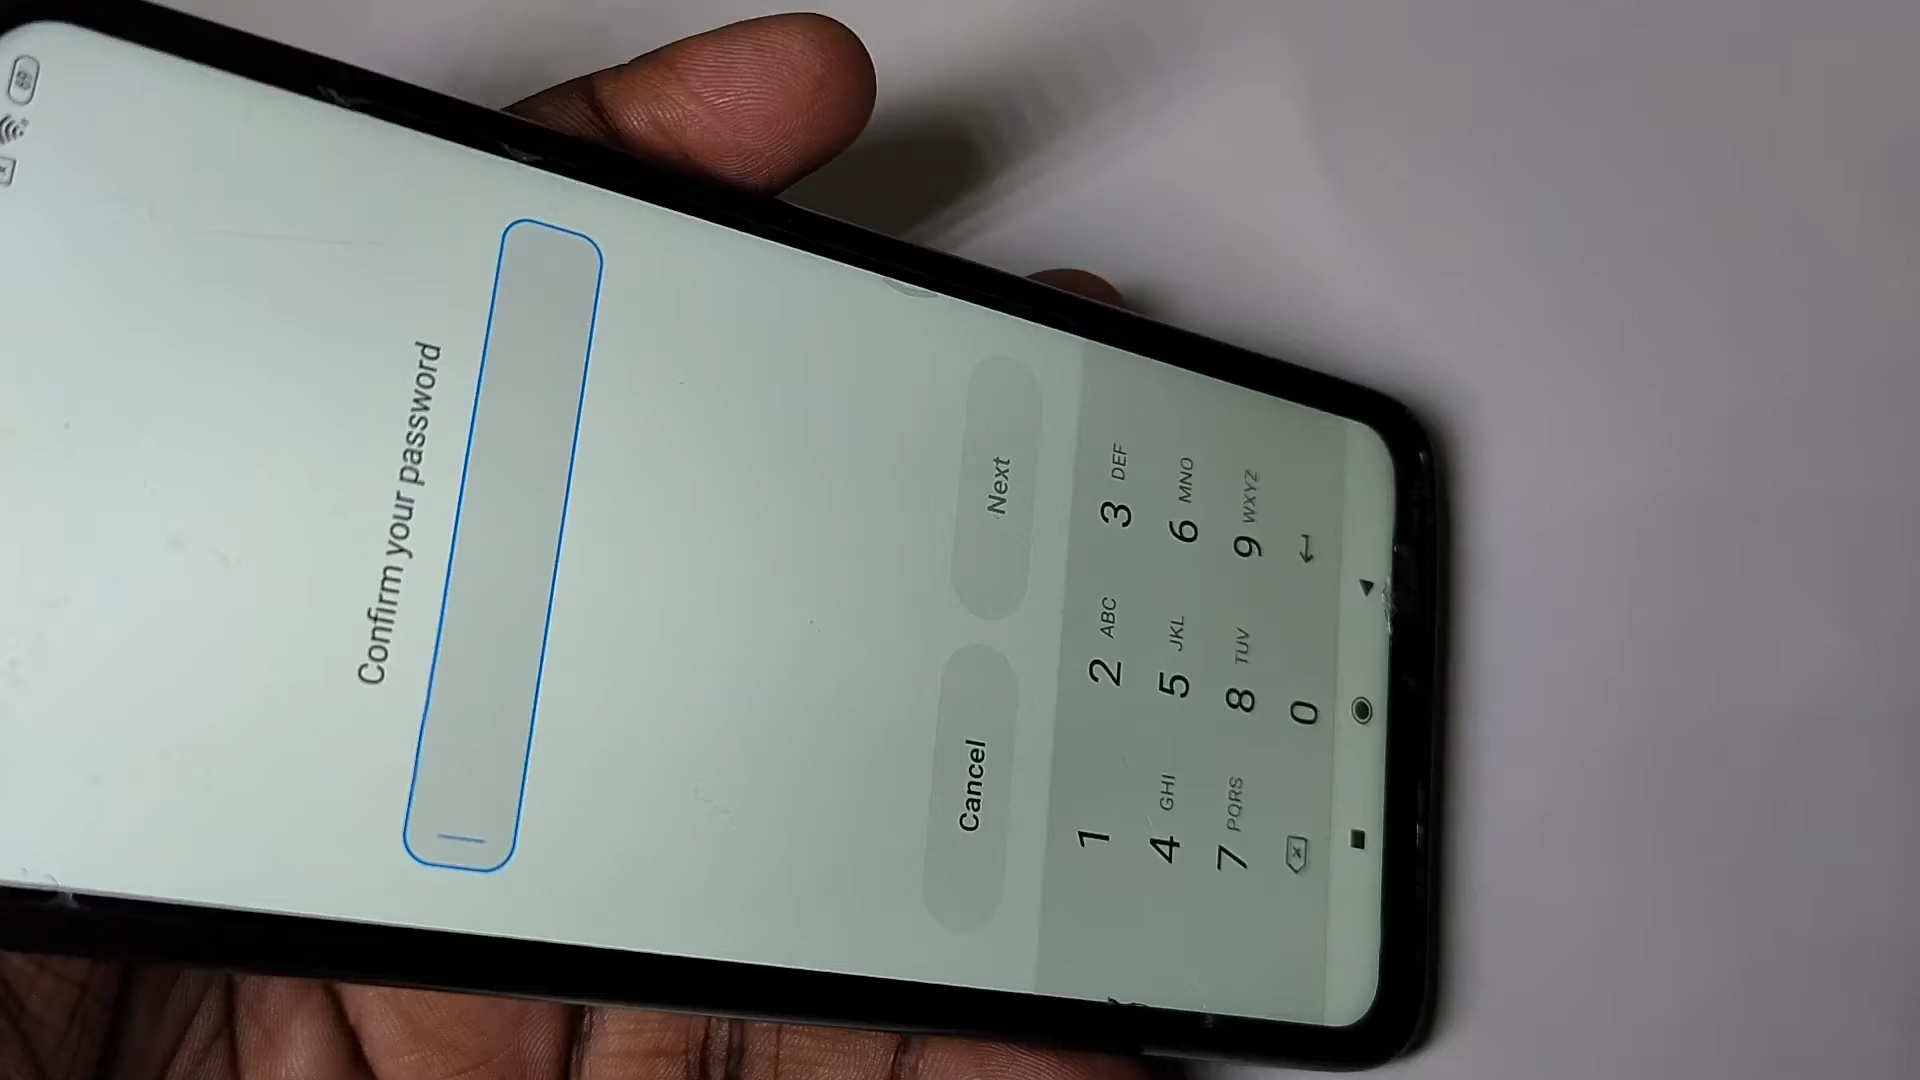 Confirm your password
Cancel
Next
1
2 ABC
3 DEF
4 GHI
5 JKL
6 MNO
7 PQRS
8 TUV
9 WXYZ
0